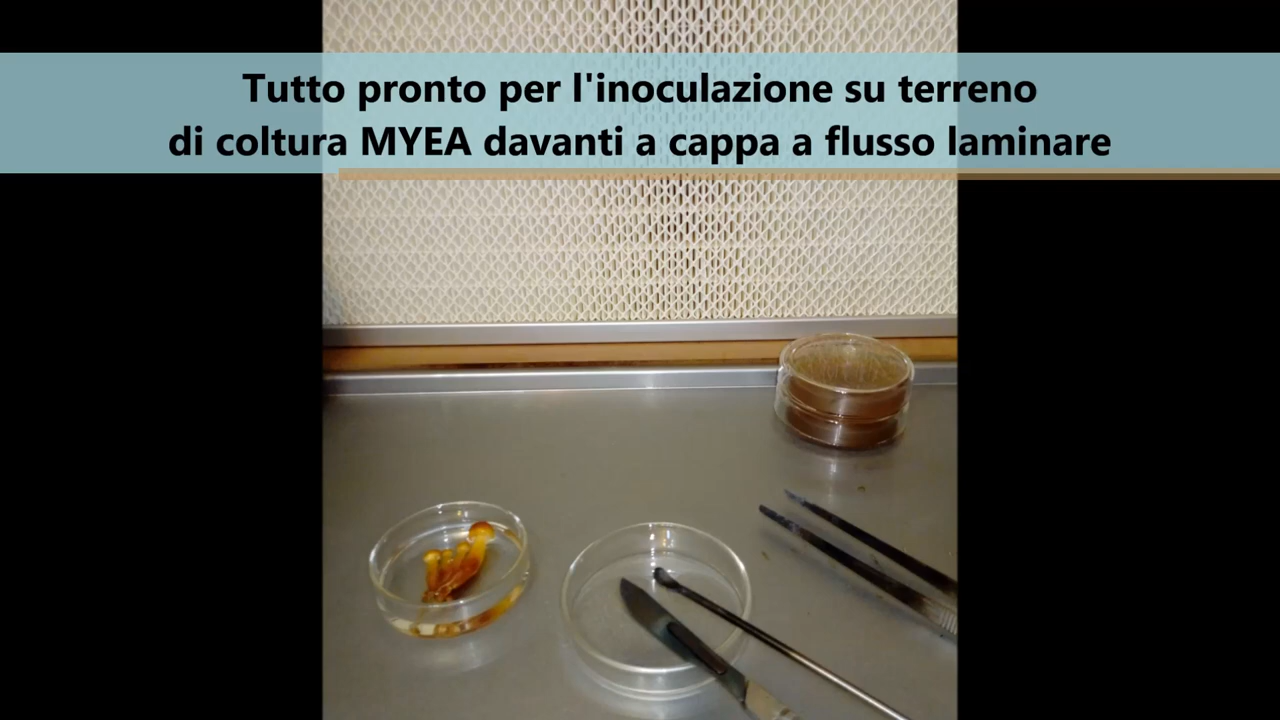 Tutto pronto per l'inoculazione su terreno
di coltura MYEA davanti a cappa a flusso laminare